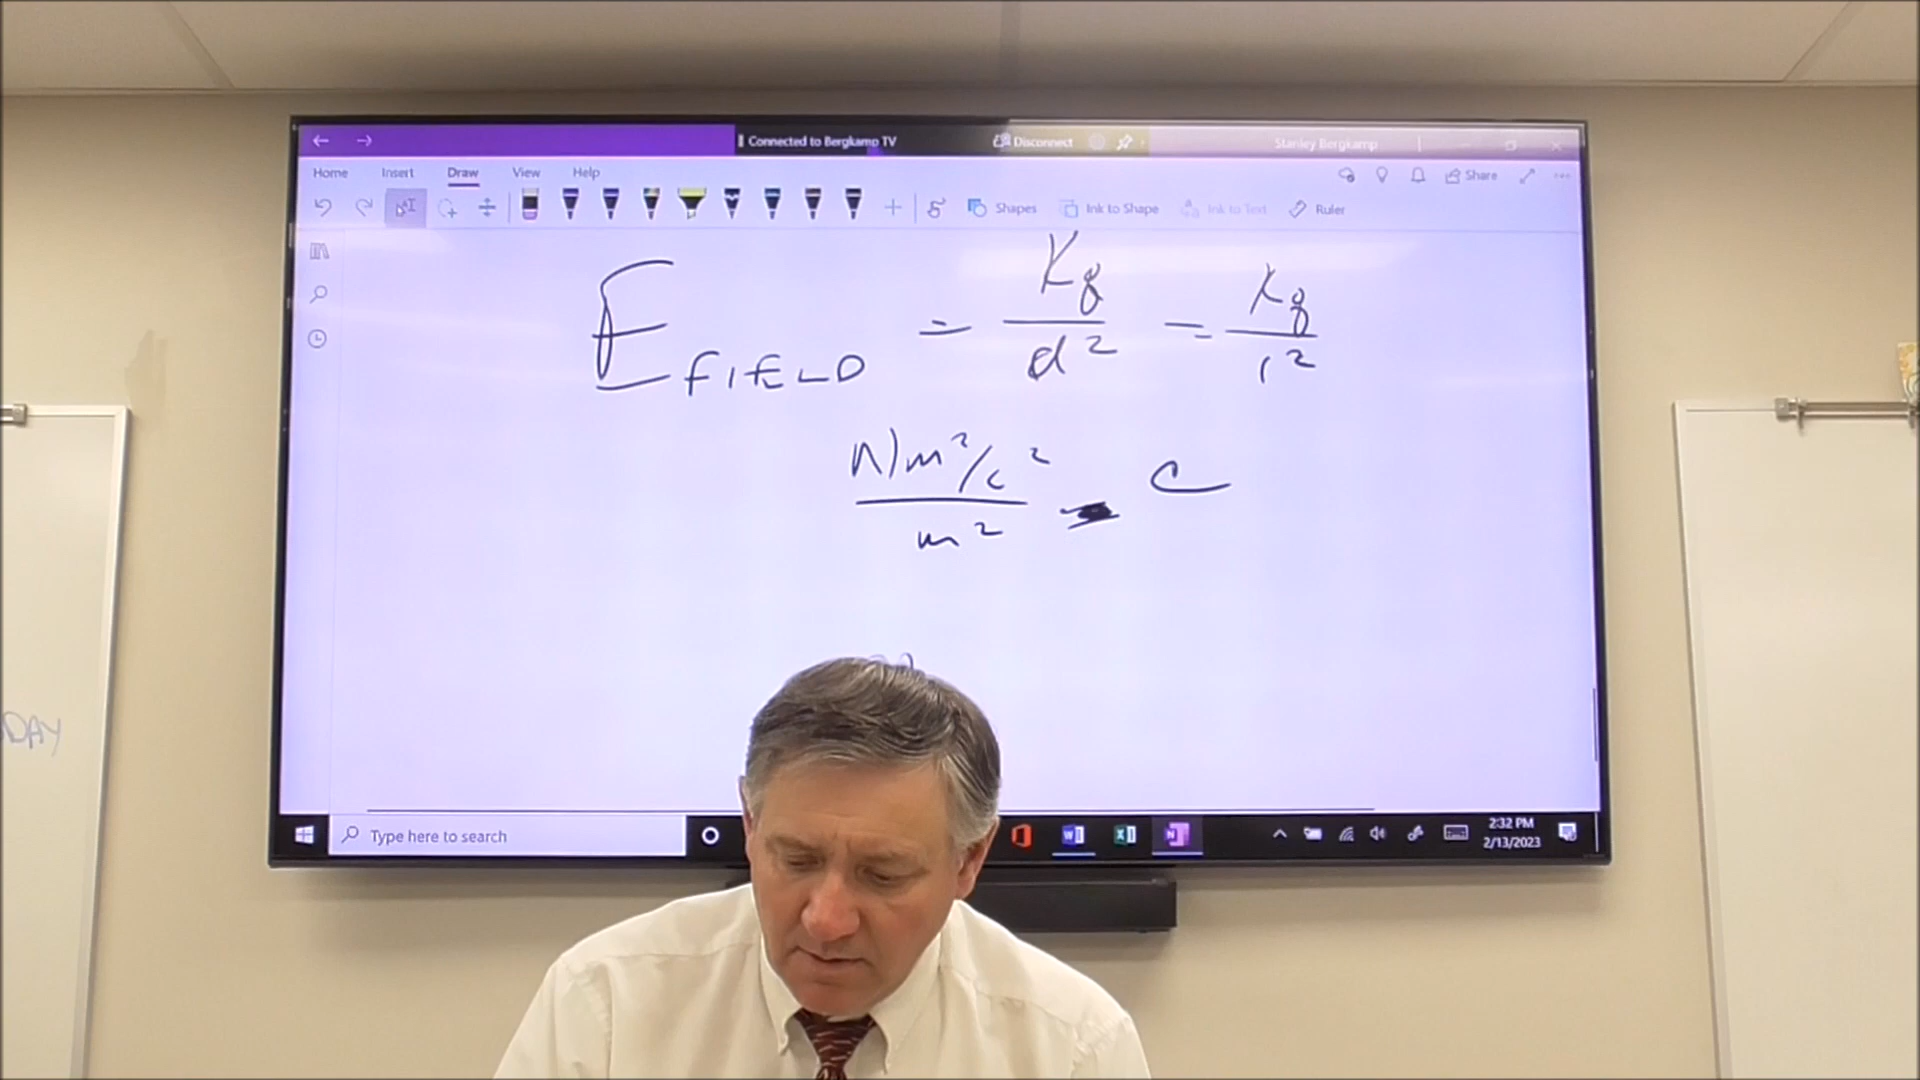 Connected to Bergkamp TV Disconnect Stanley Bergkamp
Home Insert Draw View Help Share
Shapes Ink to Shape Ink to Text Ruler
E FIELD = Kq/d² = Kq/r²
N m²/c² / m² C
DAY
Type here to search
2:32 PM
2/13/2023